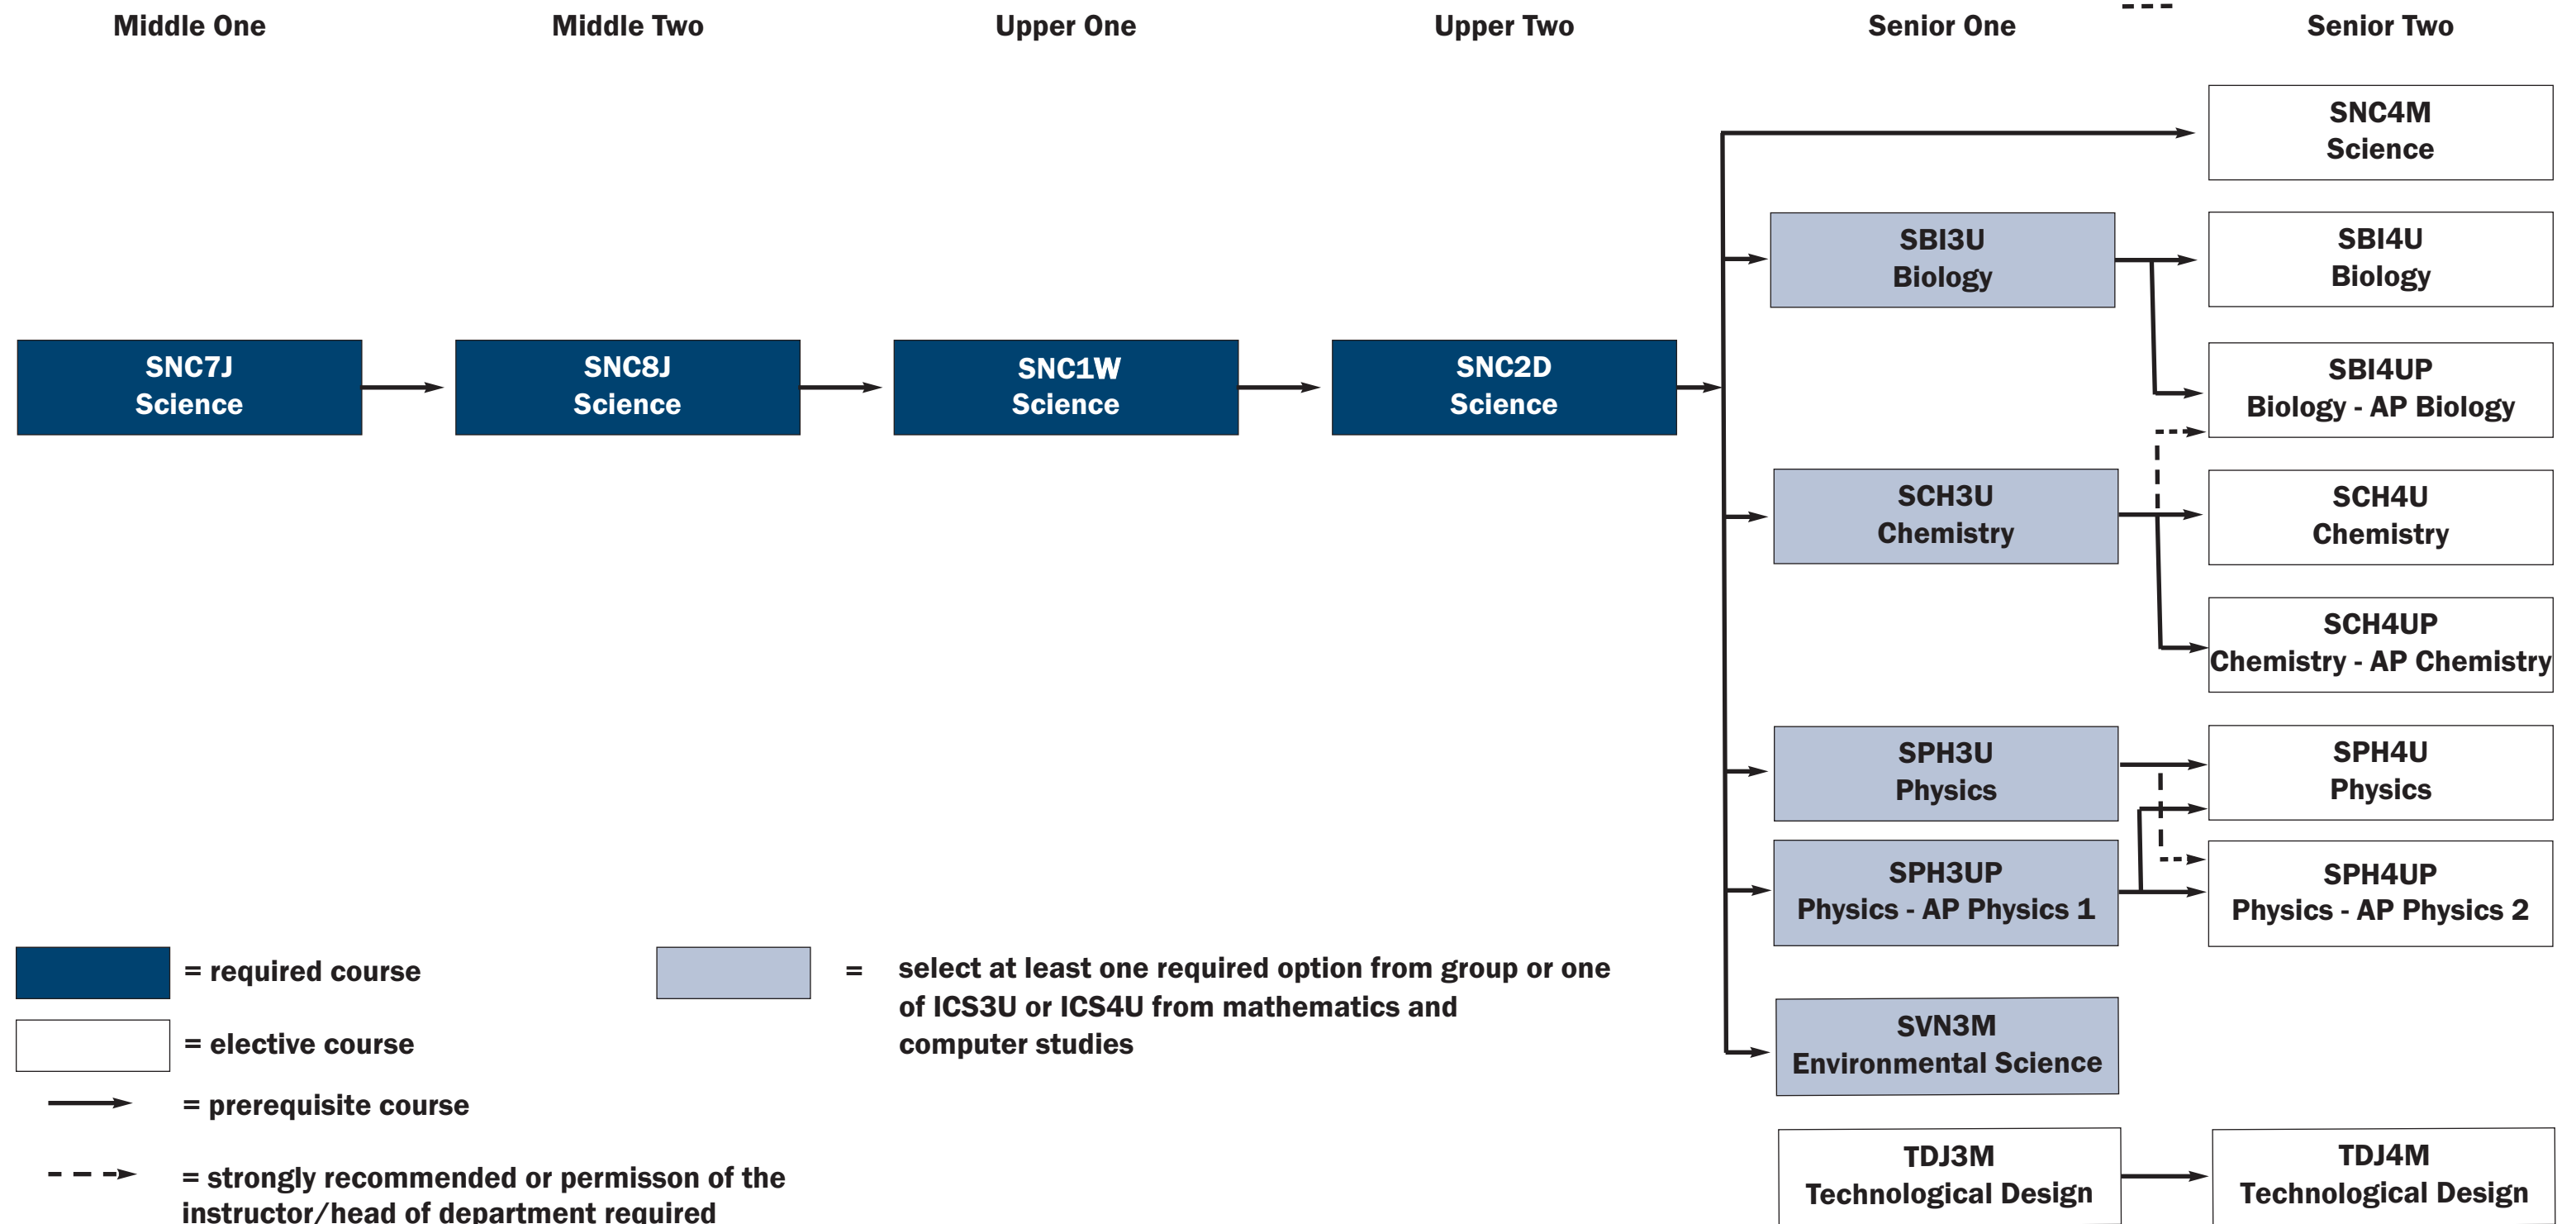 Middle One
Middle Two
Upper One
Upper Two
Senior One
Senior Two
SNC7J
Science
SNC8J
Science
SNC1W
Science
SNC2D
Science
SNC4M
Science
SBI3U
Biology
SBI4U
Biology
SBI4UP
Biology - AP Biology
SCH3U
Chemistry
SCH4U
Chemistry
SCH4UP
Chemistry - AP Chemistry
SPH3U
Physics
SPH4U
Physics
SPH3UP
Physics - AP Physics 1
SPH4UP
Physics - AP Physics 2
SVN3M
Environmental Science
TDJ3M
Technological Design
TDJ4M
Technological Design
= required course
= elective course
= prerequisite course
= strongly recommended or permisson of the
instructor/head of department required
= select at least one required option from group or one
of ICS3U or ICS4U from mathematics and
computer studies